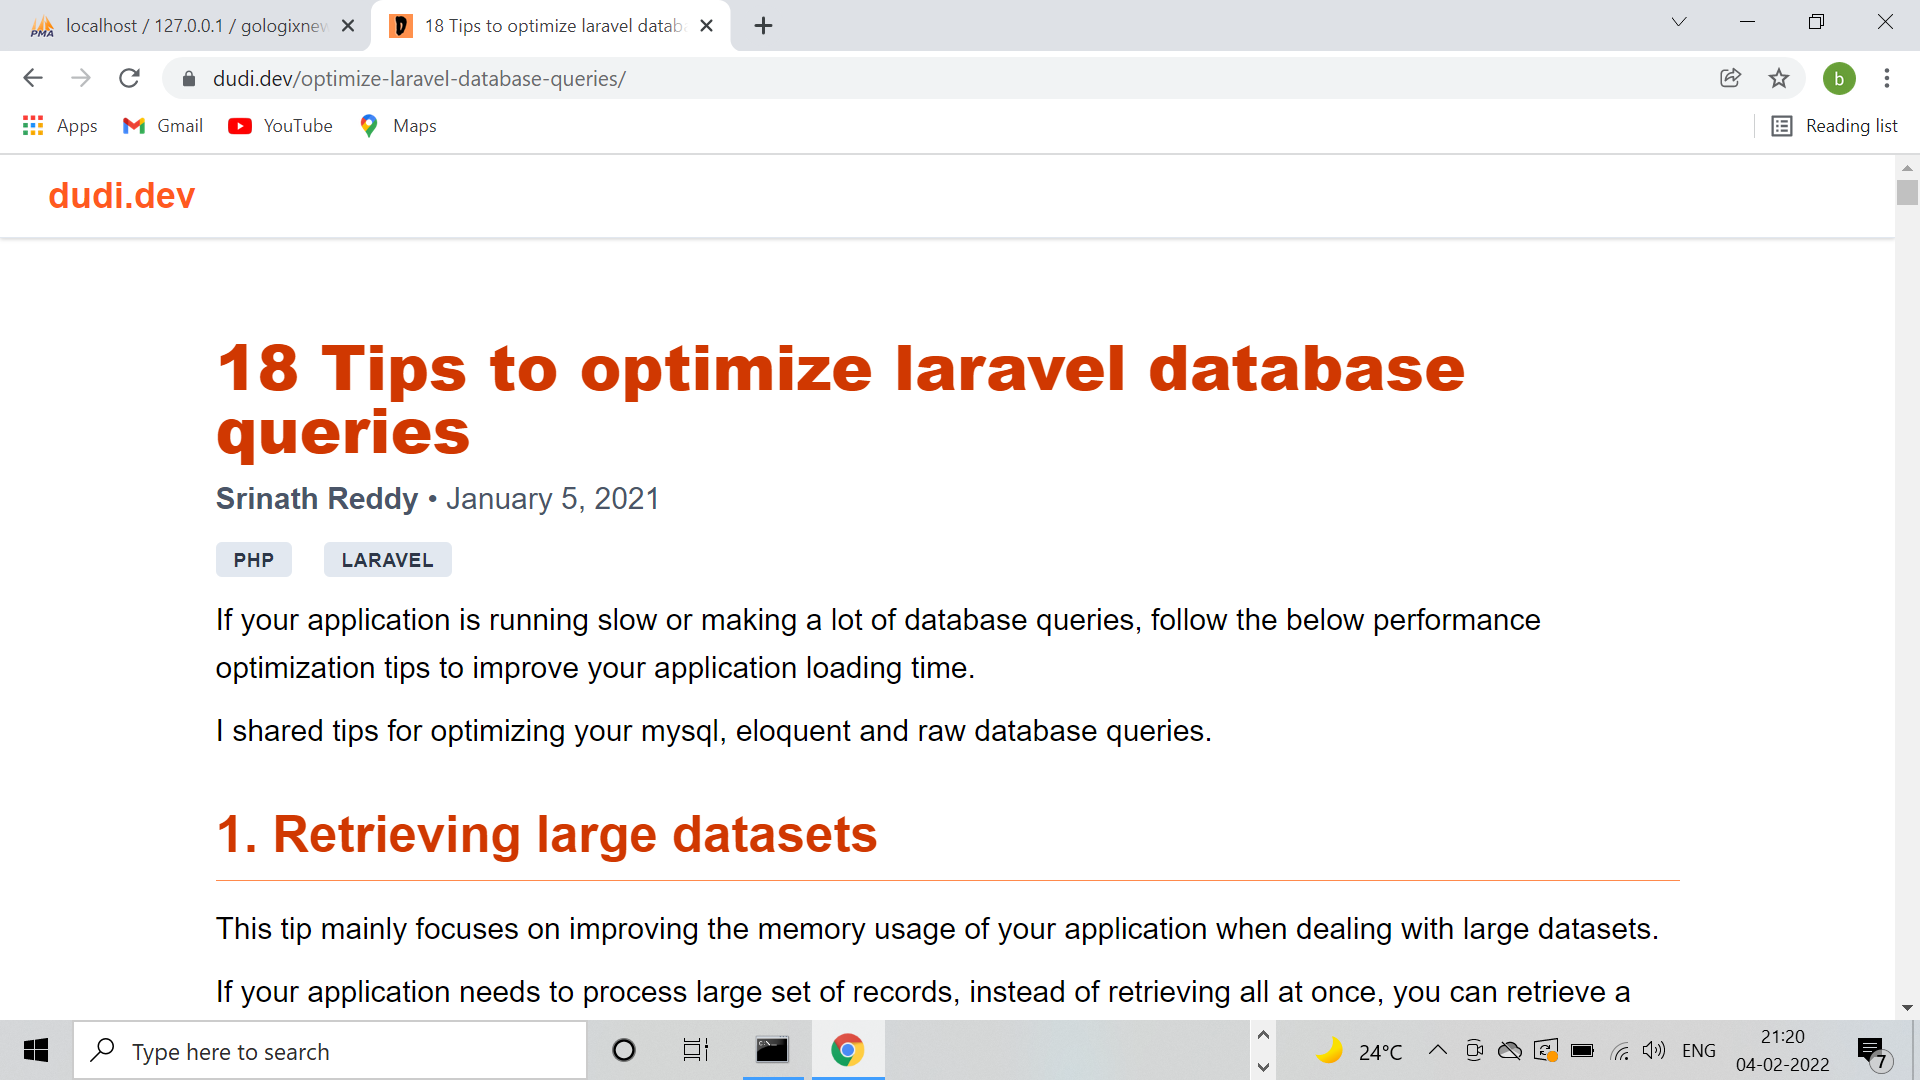 localhost / 127.0.0.1 / gologixnew
18 Tips to optimize laravel datab
dudi.dev/optimize-laravel-database-queries/
b
Apps
Gmail
YouTube
Maps
Reading list
dudi.dev
18 Tips to optimize laravel database
queries
Srinath Reddy • January 5, 2021
PHP LARAVEL
If your application is running slow or making a lot of database queries, follow the below performance
optimization tips to improve your application loading time.
I shared tips for optimizing your mysql, eloquent and raw database queries.
1. Retrieving large datasets
This tip mainly focuses on improving the memory usage of your application when dealing with large datasets.
If your application needs to process large set of records, instead of retrieving all at once, you can retrieve a
Type here to search
24°C
ENG
21:20
04-02-2022
7